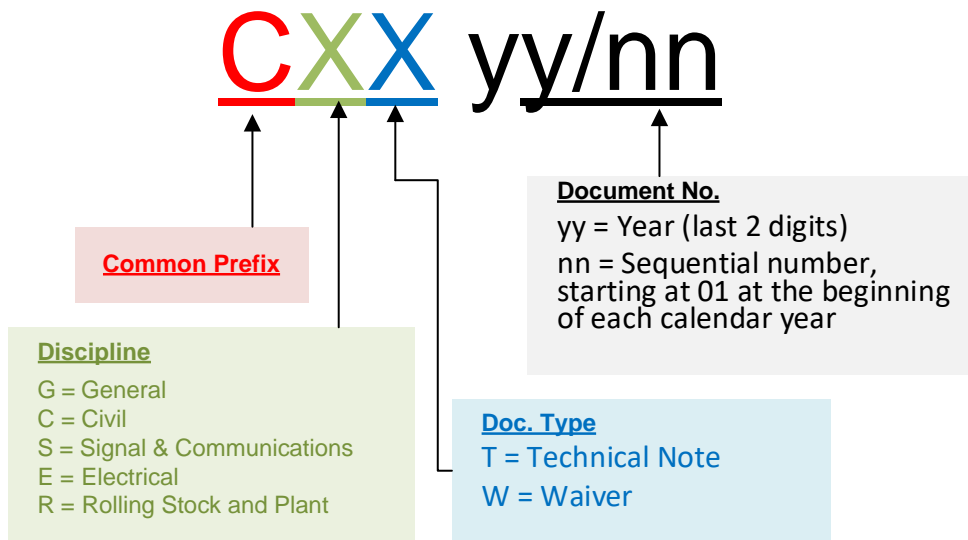 CXX yy/nn
Common Prefix
Discipline
G = General
C = Civil
S = Signal & Communications
E = Electrical
R = Rolling Stock and Plant
Doc. Type
T = Technical Note
W = Waiver
Document No.
yy = Year (last 2 digits)
nn = Sequential number,
starting at 01 at the beginning
of each calendar year